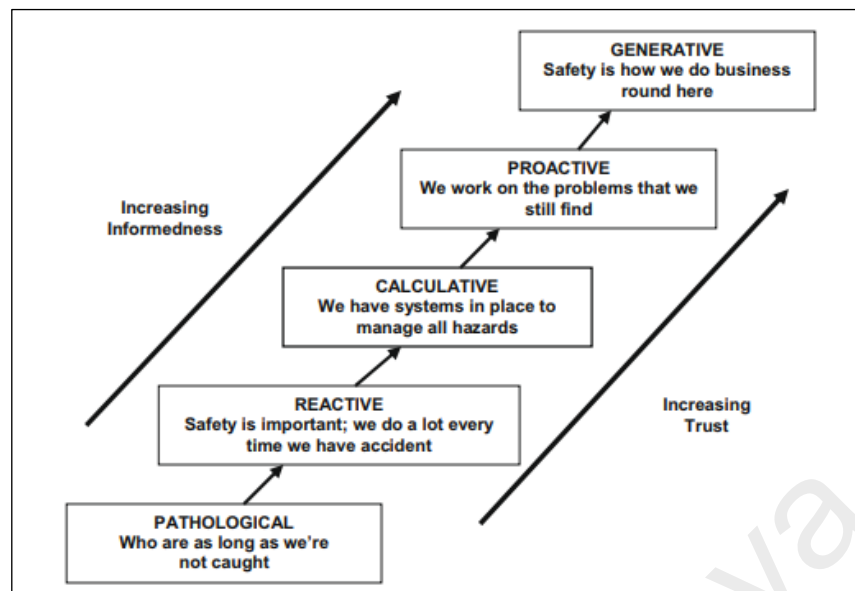 GENERATIVE
Safety is how we do business
round here
PROACTIVE
We work on the problems that we
still find
Increasing
Informedness
CALCULATIVE
We have systems in place to
manage all hazards
REACTIVE
Safety is important; we do a lot every
time we have accident
Increasing
Trust
PATHOLOGICAL
Who are as long as we're
not caught
ya